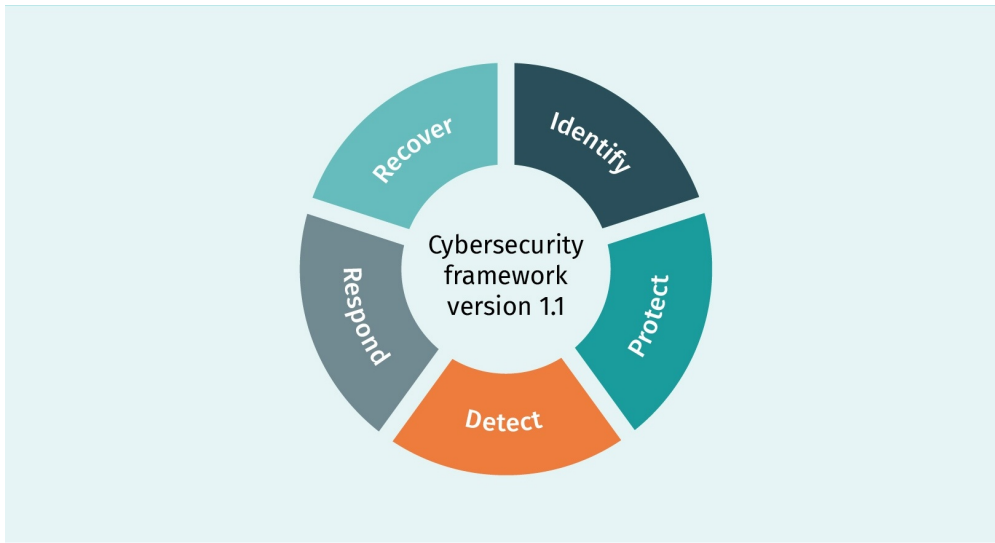 Identify
Protect
Detect
Respond
Recover
Cybersecurity
framework
version 1.1